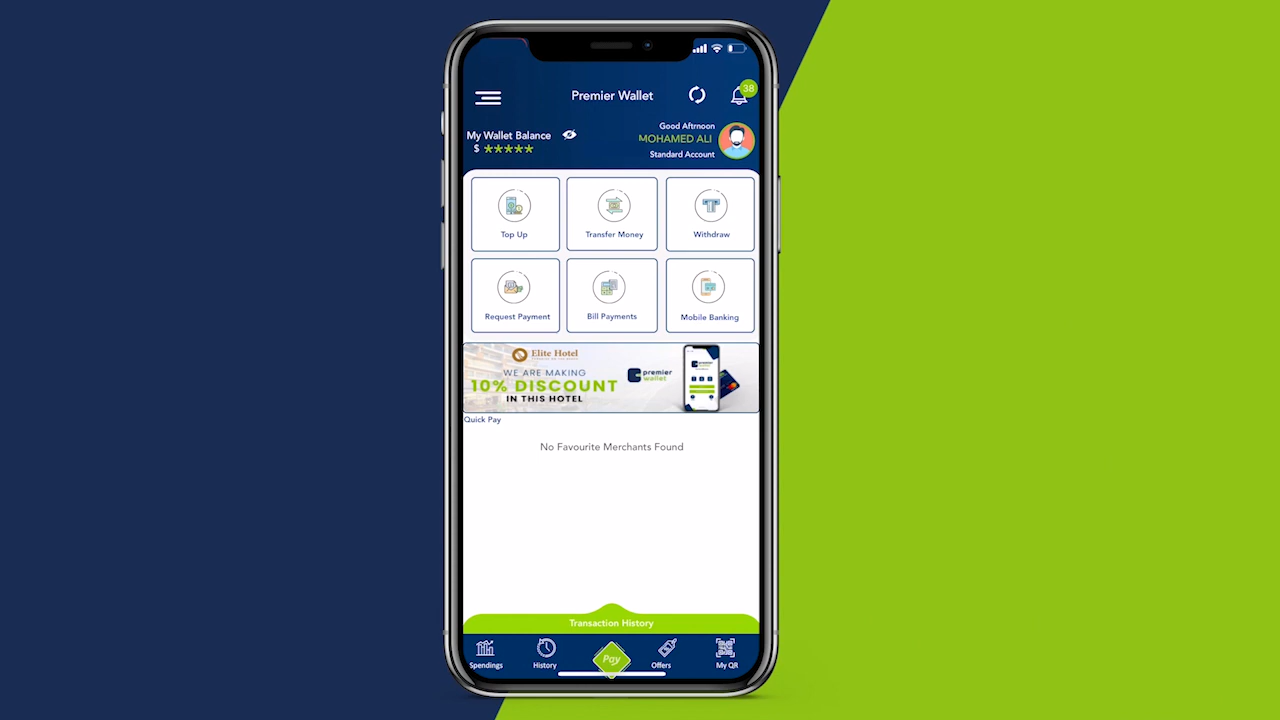 Premier Wallet
38
My Wallet Balance
$ *****
Good Aftrnoon
MOHAMED ALI
Standard Account
Top Up
Transfer Money
Withdraw
Request Payment
Bill Payments
Mobile Banking
Elite Hotel
WE ARE MAKING
10% DISCOUNT
IN THIS HOTEL
premier
wallet
Quick Pay
No Favourite Merchants Found
Transaction History
Spendings
History
Pay
Offers
My QR